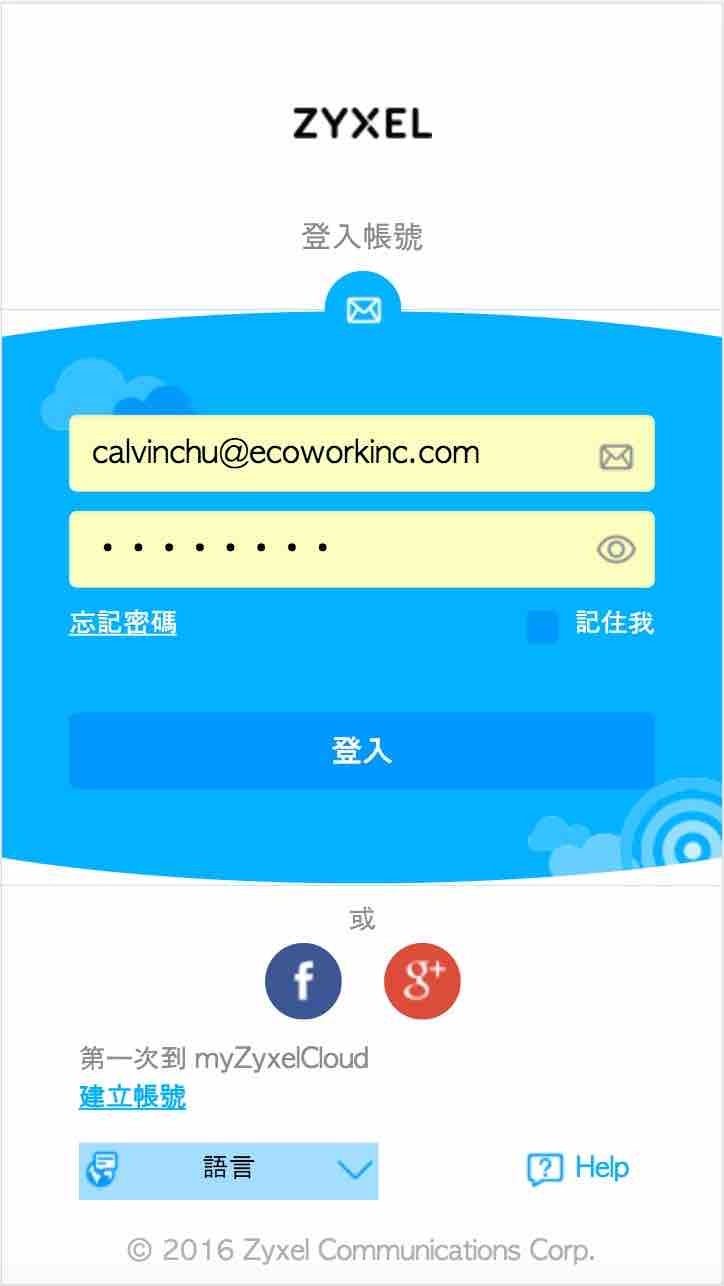 ZYXEL
登入帳號
calvinchu@ecoworkinc.com
••••••••
忘記密碼 記住我
登入
或
f g+
第一次到 myZyxelCloud
建立帳號
語言 ? Help
© 2016 Zyxel Communications Corp.